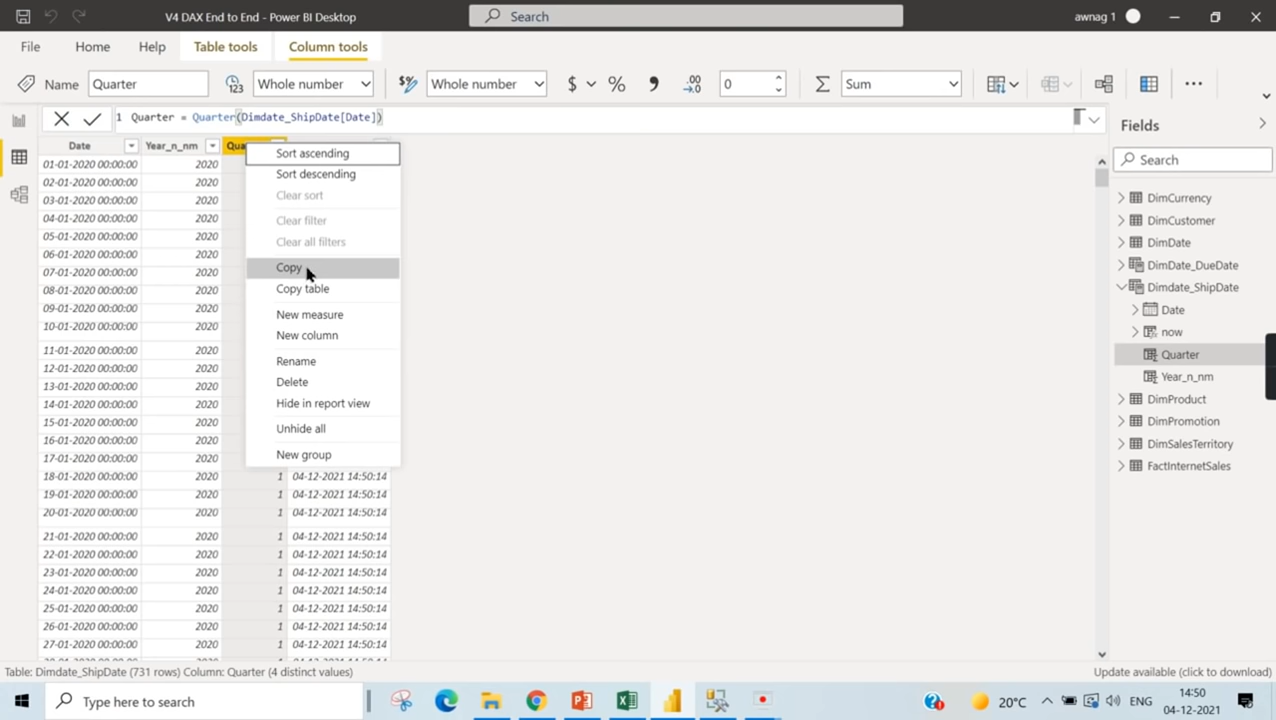 V4 DAX End to End - Power BI Desktop
Search
awnag 1
File Home Help Table tools Column tools
Name Quarter Whole number Whole number $ % 0 Sum
1 Quarter = Quarter(Dimdate_ShipDate[Date])
Date Year_n_nm
01-01-2020 00:00:00 2020
02-01-2020 00:00:00 2020
03-01-2020 00:00:00 2020
04-01-2020 00:00:00 2020
05-01-2020 00:00:00 2020
06-01-2020 00:00:00 2020
07-01-2020 00:00:00 2020
08-01-2020 00:00:00 2020
09-01-2020 00:00:00 2020
10-01-2020 00:00:00 2020
11-01-2020 00:00:00 2020
12-01-2020 00:00:00 2020
13-01-2020 00:00:00 2020
14-01-2020 00:00:00 2020
15-01-2020 00:00:00 2020
16-01-2020 00:00:00 2020
17-01-2020 00:00:00 2020
18-01-2020 00:00:00 2020 1 04-12-2021 14:50:14
19-01-2020 00:00:00 2020 1 04-12-2021 14:50:14
20-01-2020 00:00:00 2020 1 04-12-2021 14:50:14
21-01-2020 00:00:00 2020 1 04-12-2021 14:50:14
22-01-2020 00:00:00 2020 1 04-12-2021 14:50:14
23-01-2020 00:00:00 2020 1 04-12-2021 14:50:14
24-01-2020 00:00:00 2020 1 04-12-2021 14:50:14
25-01-2020 00:00:00 2020 1 04-12-2021 14:50:14
26-01-2020 00:00:00 2020 1 04-12-2021 14:50:14
27-01-2020 00:00:00 2020 1 04-12-2021 14:50:14
Sort ascending
Sort descending
Clear sort
Clear filter
Clear all filters
Copy
Copy table
New measure
New column
Rename
Delete
Hide in report view
Unhide all
New group
Fields
Search
DimCurrency
DimCustomer
DimDate
DimDate_DueDate
Dimdate_ShipDate
Date
now
Quarter
Year_n_nm
DimProduct
DimPromotion
DimSalesTerritory
FactInternetSales
Table: Dimdate_ShipDate (731 rows) Column: Quarter (4 distinct values)
Update available (click to download)
Type here to search
20°C
ENG
14:50
04-12-2021